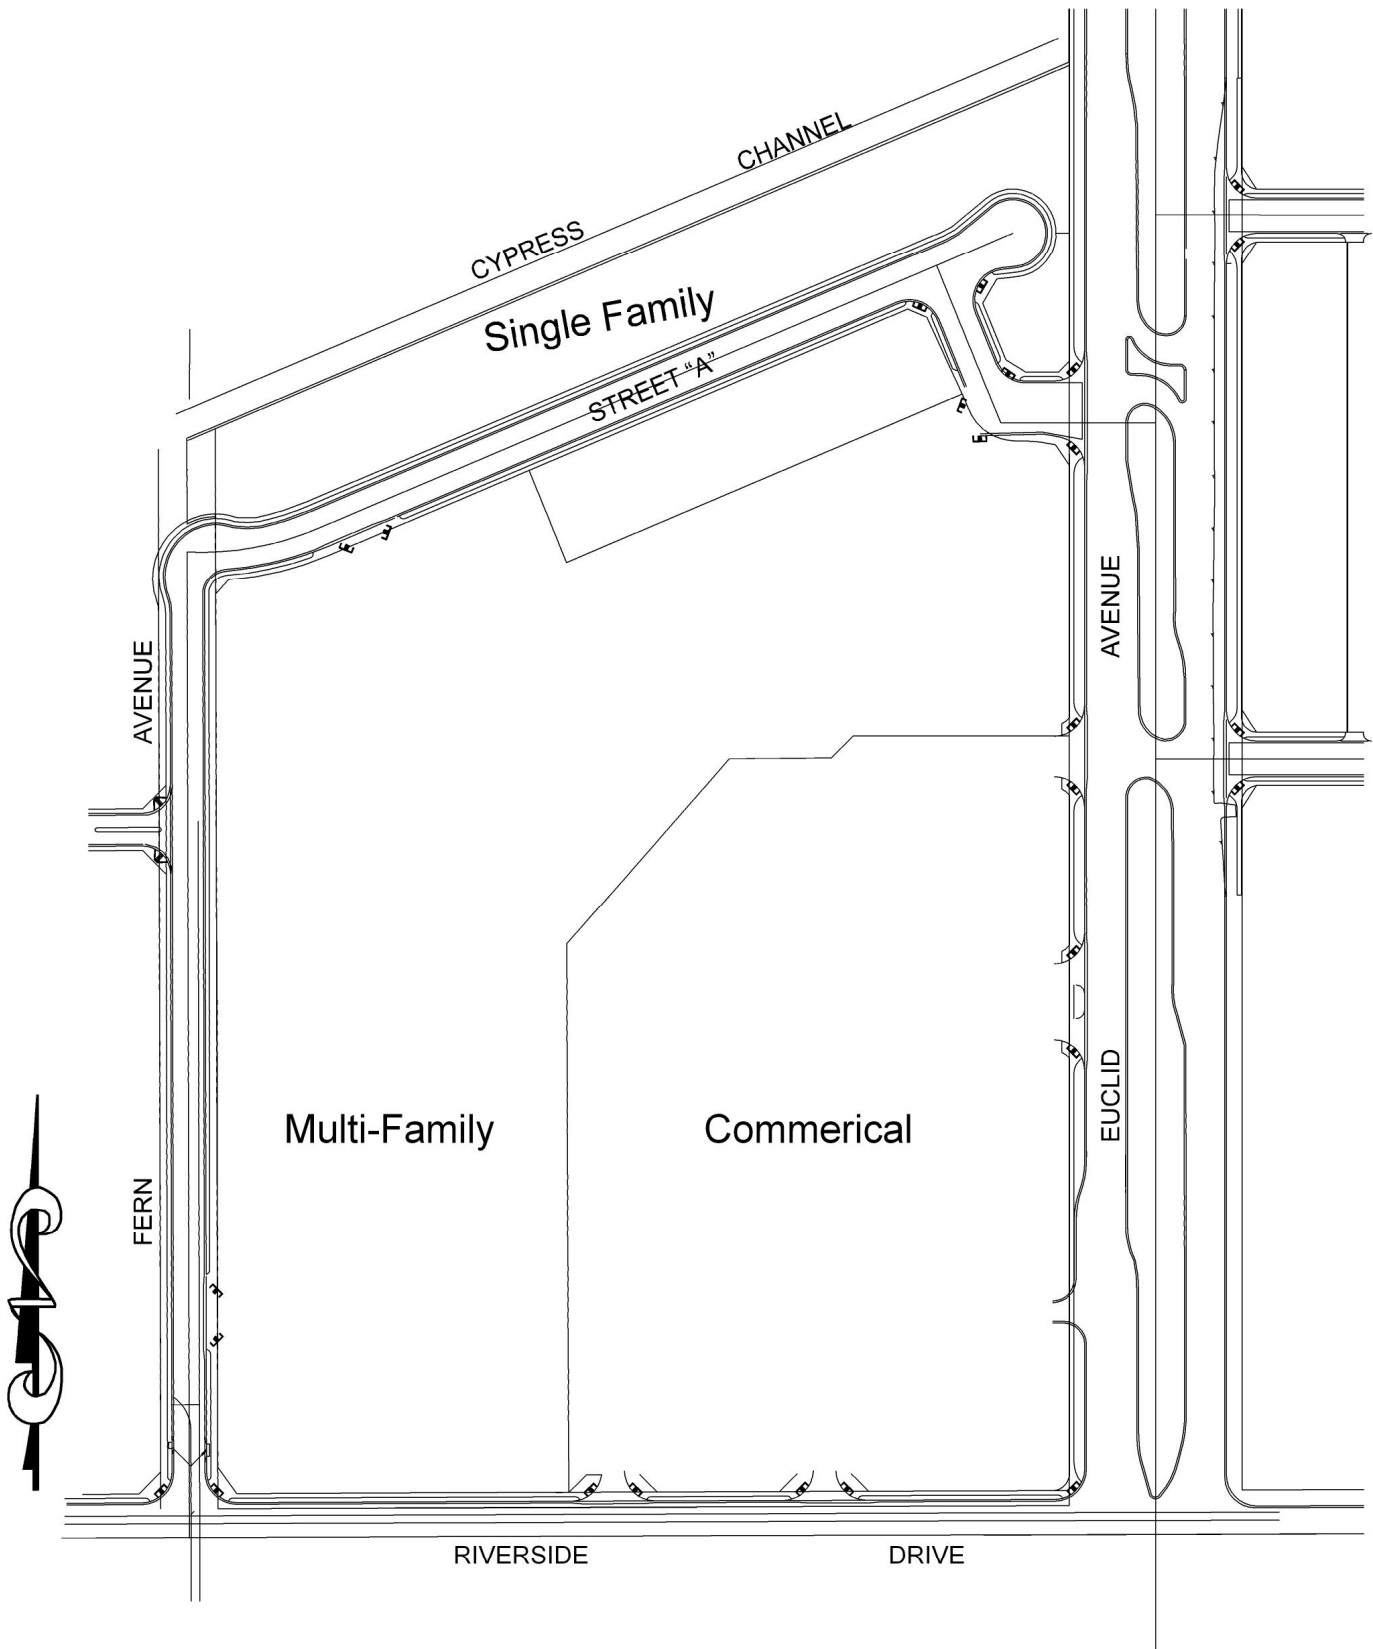 CHANNEL
CYPRESS
Single Family
STREET “A”
AVENUE
AVENUE
Multi-Family
Commerical
EUCLID
FERN
RIVERSIDE
DRIVE